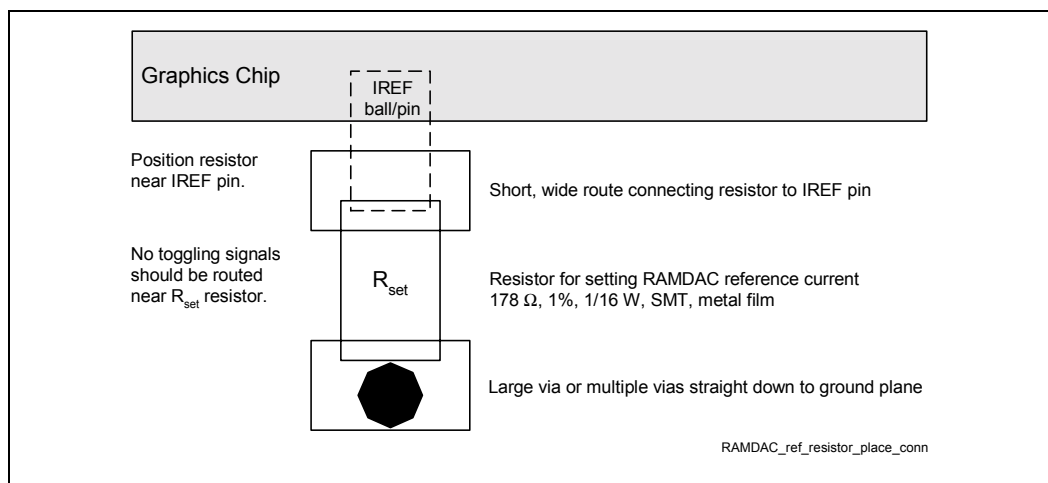 Graphics Chip
IREF
ball/pin
Position resistor
near IREF pin.
Short, wide route connecting resistor to IREF pin
No toggling signals
should be routed
near Rset resistor.
Rset
Resistor for setting RAMDAC reference current
178 Ω, 1%, 1/16 W, SMT, metal film
Large via or multiple vias straight down to ground plane
RAMDAC_ref_resistor_place_conn